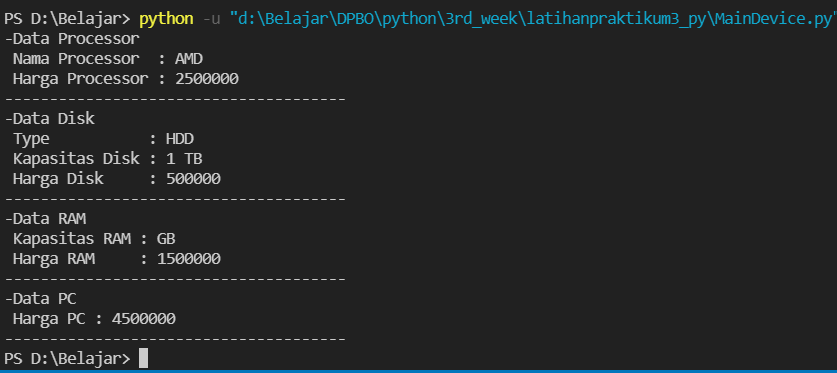 PS D:\Belajar> python -u "d:\Belajar\DPBO\python\3rd_week\latihanpraktikum3_py\MainDevice.py"
-Data Processor
 Nama Processor  : AMD
 Harga Processor : 2500000
--------------------------------------
-Data Disk
 Type           : HDD
 Kapasitas Disk : 1 TB
 Harga Disk     : 500000
--------------------------------------
-Data RAM
 Kapasitas RAM : GB
 Harga RAM     : 1500000
--------------------------------------
-Data PC
 Harga PC : 4500000
--------------------------------------
PS D:\Belajar>